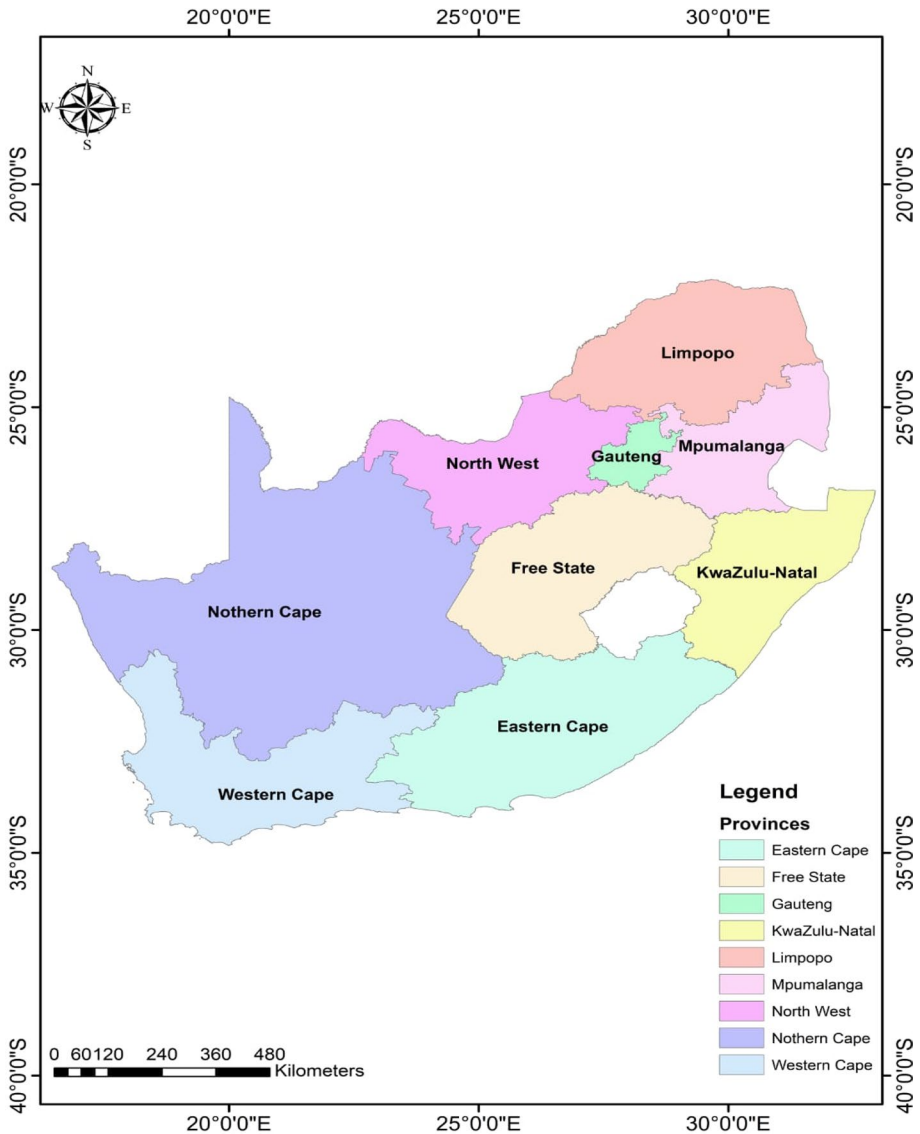 20°0'0"E 25°0'0"E 30°0'0"E
N
W E
S
20°0'0"S 20°0'0"S
Limpopo
25°0'0"S 25°0'0"S
Mpumalanga
Gauteng
North West
Free State
KwaZulu-Natal
Nothern Cape
30°0'0"S 30°0'0"S
Eastern Cape
Western Cape
Legend
Provinces
35°0'0"S 35°0'0"S
Eastern Cape
Free State
Gauteng
KwaZulu-Natal
Limpopo
Mpumalanga
North West
Nothern Cape
Western Cape
0 60 120 240 360 480
Kilometers
40°0'0"S 40°0'0"S
20°0'0"E 25°0'0"E 30°0'0"E